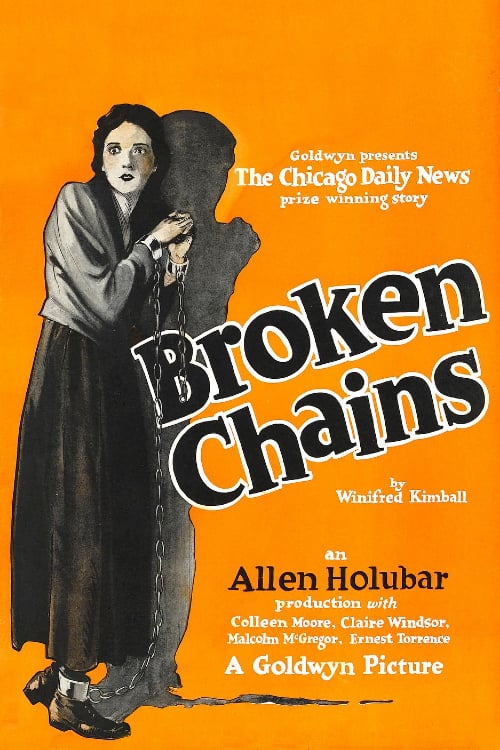 Goldwyn presents
The Chicago Daily News
prize winning story
Broken
Chains
by
Winifred Kimball
an
Allen Holubar
production with
Colleen Moore, Claire Windsor,
Malcolm McGregor, Ernest Torrence
A Goldwyn Picture